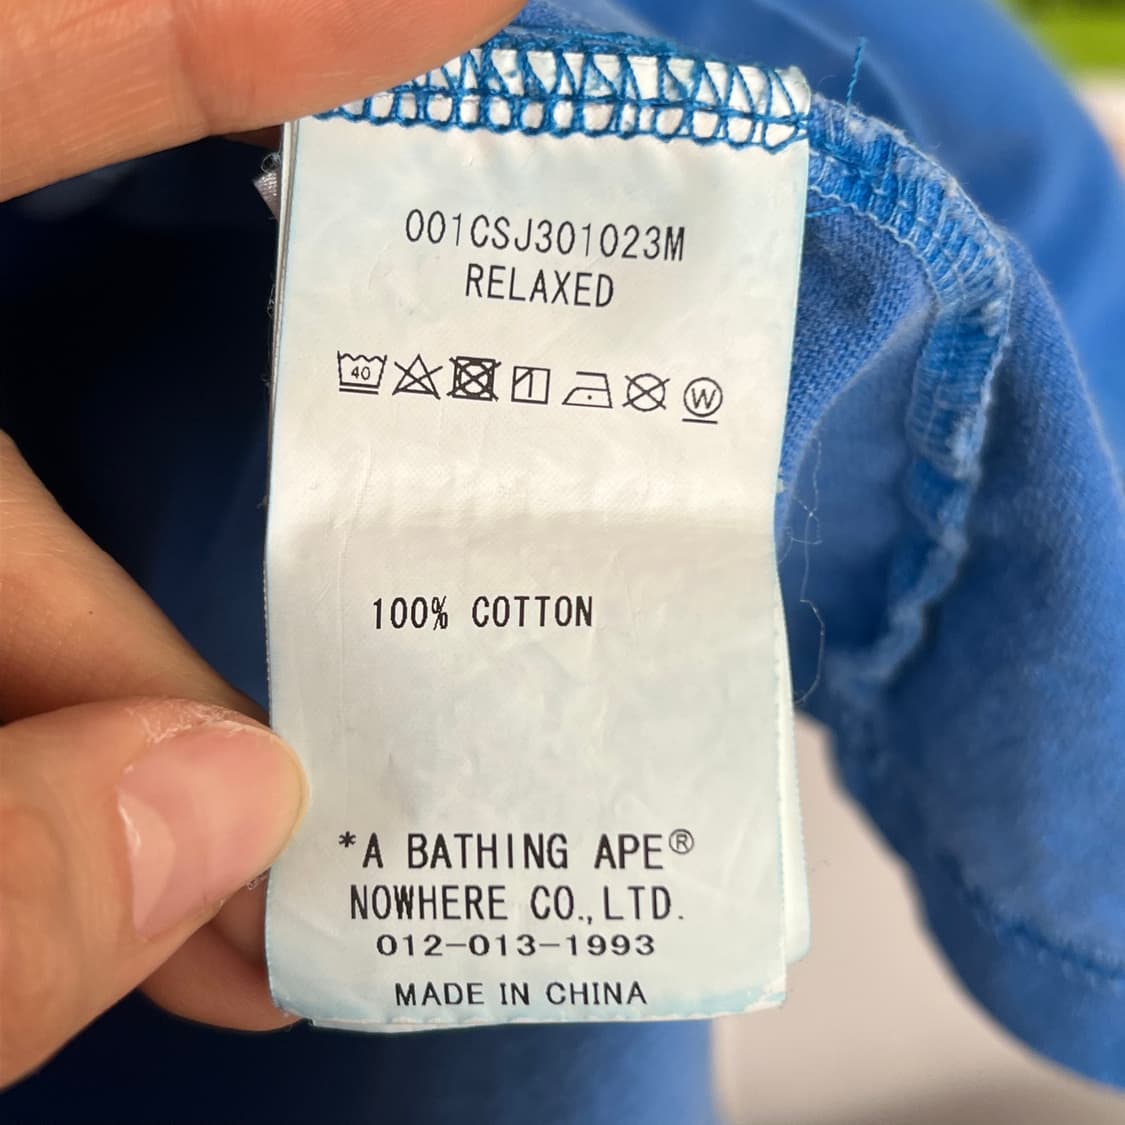 001CSJ301023M
RELAXED
40 W
100% COTTON
*A BATHING APE®
NOWHERE CO.,LTD.
012-013-1993
MADE IN CHINA